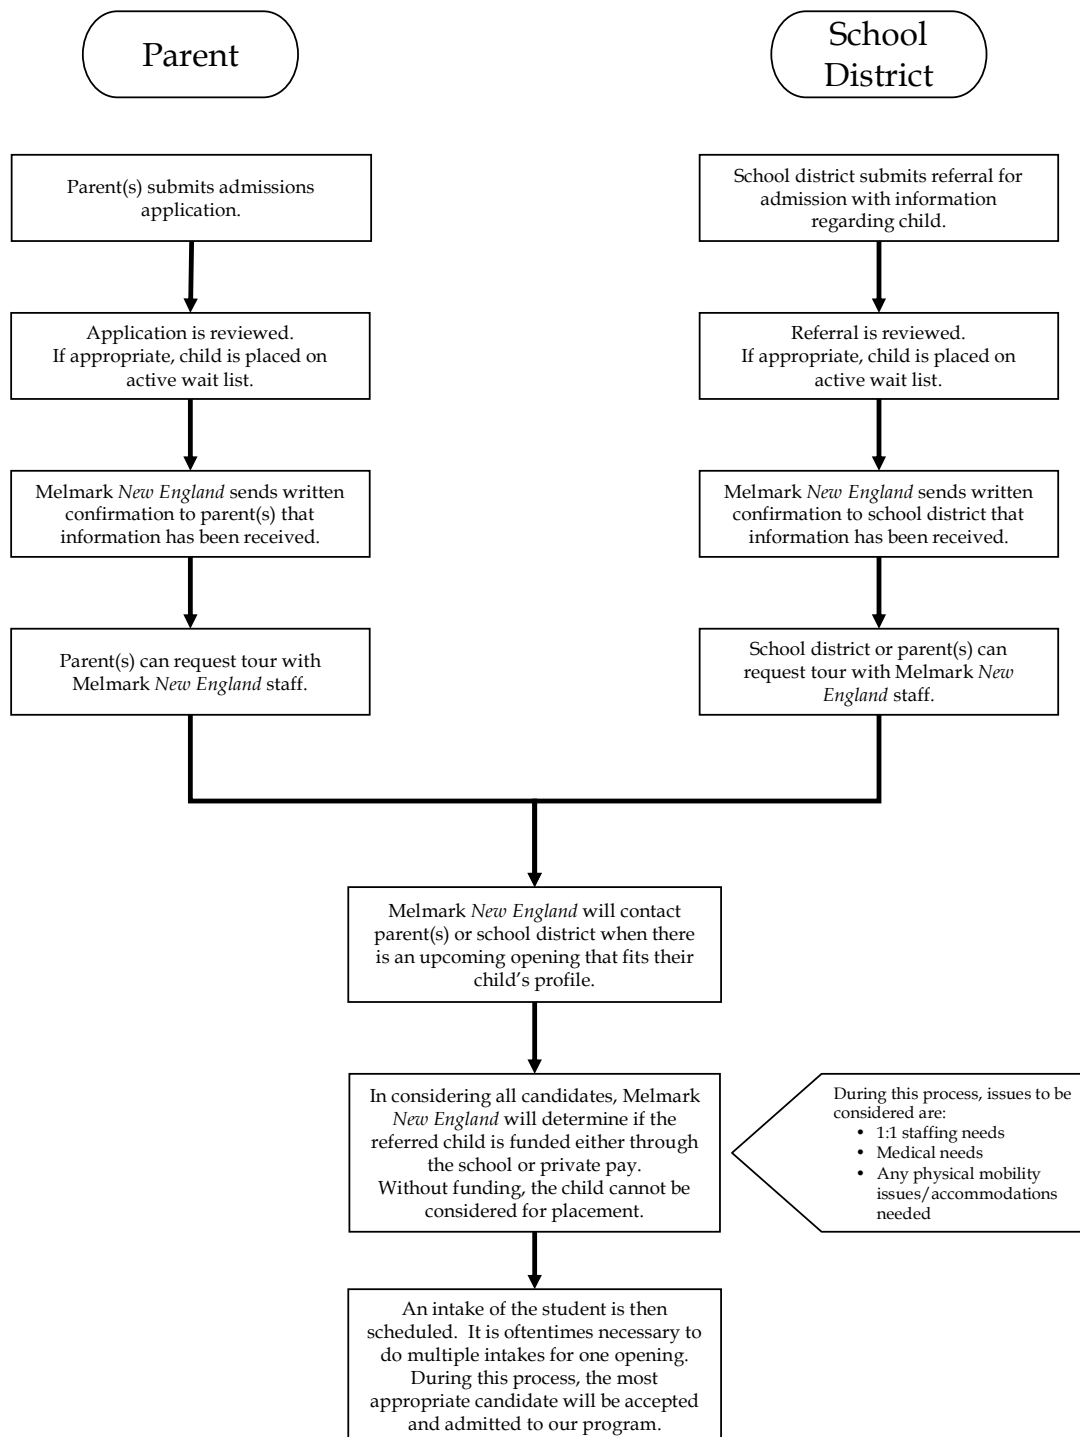 Parent
School
District
Parent(s) submits admissions
application.
School district submits referral for
admission with information
regarding child.
Application is reviewed.
If appropriate, child is placed on
active wait list.
Referral is reviewed.
If appropriate, child is placed on
active wait list.
Melmark New England sends written
confirmation to parent(s) that
information has been received.
Melmark New England sends written
confirmation to school district that
information has been received.
Parent(s) can request tour with
Melmark New England staff.
School district or parent(s) can
request tour with Melmark New
England staff.
Melmark New England will contact
parent(s) or school district when there
is an upcoming opening that fits their
child’s profile.
In considering all candidates, Melmark
New England will determine if the
referred child is funded either through
the school or private pay.
Without funding, the child cannot be
considered for placement.
During this process, issues to be
considered are:
• 1:1 staffing needs
• Medical needs
• Any physical mobility
issues/accommodations
needed
An intake of the student is then
scheduled.  It is oftentimes necessary to
do multiple intakes for one opening.
During this process, the most
appropriate candidate will be accepted
and admitted to our program.